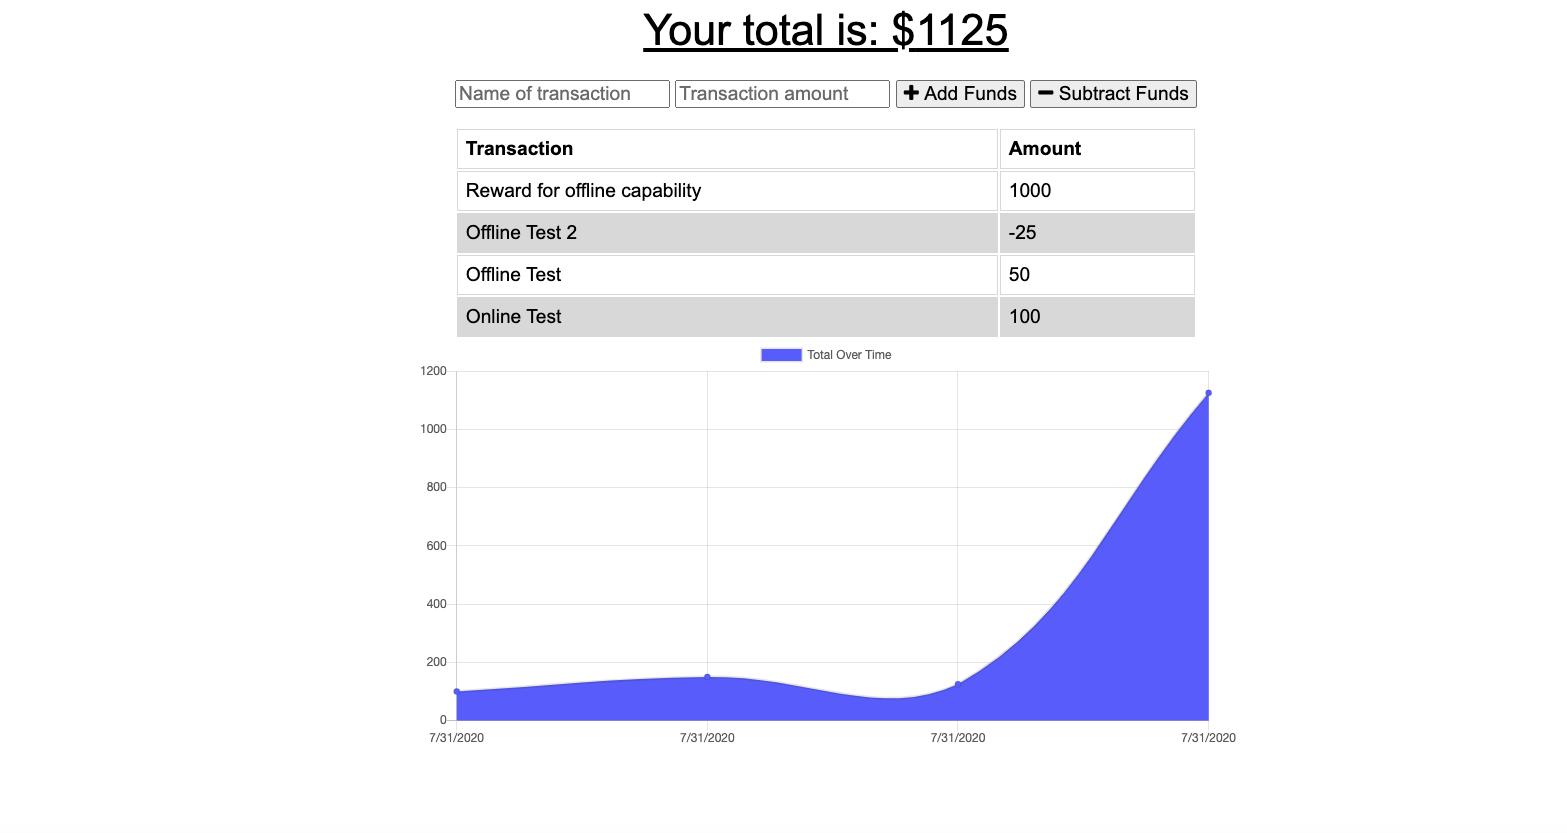 Your total is: $1125
Name of transaction Transaction amount Add Funds Subtract Funds
Transaction Amount
Reward for offline capability 1000
Offline Test 2 -25
Offline Test 50
Online Test 100
Total Over Time
1200
1000
800
600
400
200
0
7/31/2020 7/31/2020 7/31/2020 7/31/2020